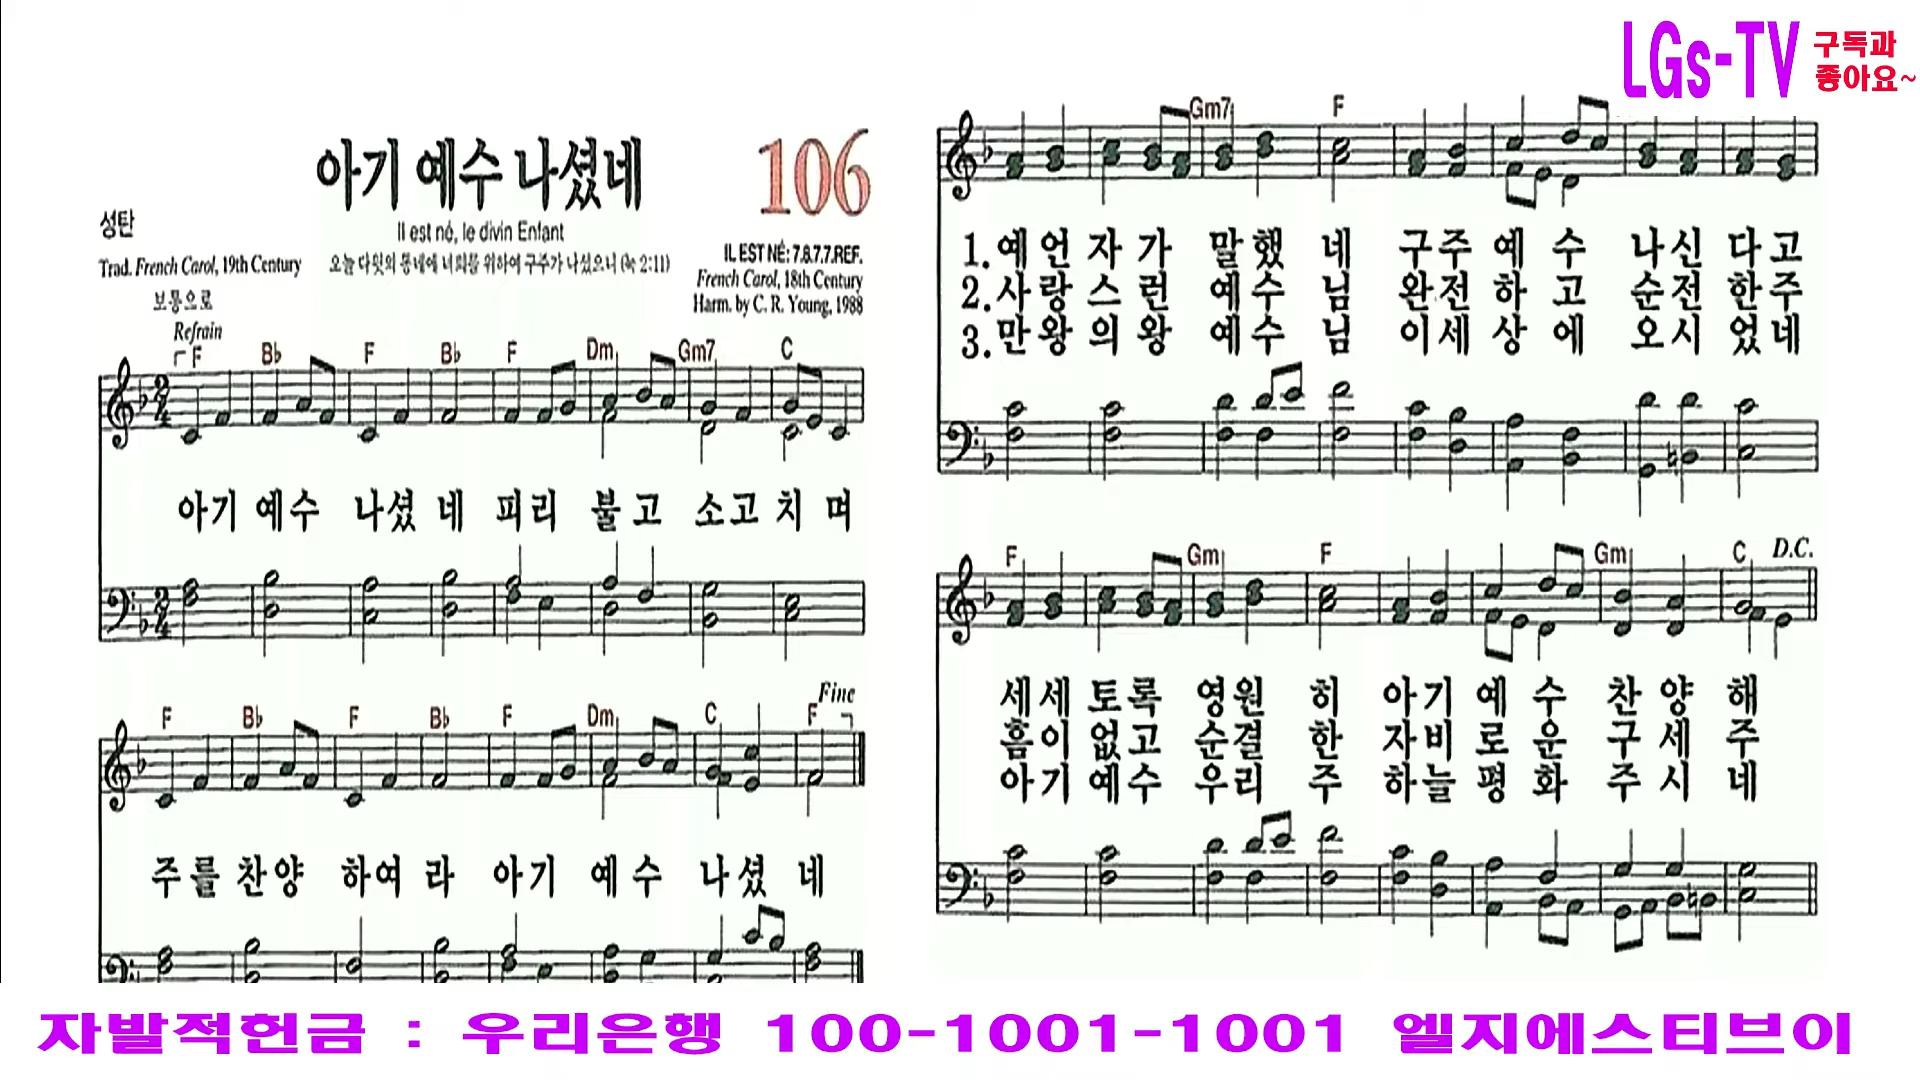 LGs-TV 구독과
좋아요~
아기 예수 나셨네 106
성탄
Il est né, le divin Enfant
Trad. French Carol, 19th Century
오늘 다윗의 동네에 너희를 위하여 구주가 나셨으니 (눅 2:11)
IL EST NÉ: 7.8.7.7.REF.
French Carol, 18th Century
Harm. by C. R. Young, 1988
보통으로
Refrain
F B♭ F B♭ F Dm Gm7 C
아기 예수 나셨 네 피리 불고 소고 치 며
Fine
F B♭ F B♭ F Dm C F
주를 찬양 하여 라 아기 예수 나셨 네
Gm7 F
1. 예언자가 말했네 구주 예수 나신다고
2. 사랑스런 예수님 완전하고 순전한주
3. 만왕의왕 예수님 이세상에 오시었네
F Gm F Gm C D.C.
세세토록 영원히 아기 예수 찬양해
흠이없고 순결한 자비로운 구세주
아기예수 우리주 하늘평화 주시네
자발적헌금 : 우리은행 100-1001-1001 엘지에스티브이